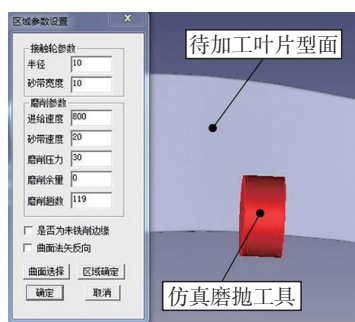 区域参数设置
x
接触轮参数
半径 10
砂带宽度 10
磨削参数
进给速度 800
砂带速度 20
磨削压力 30
磨削余量 0
磨削趟数 119
是否为未铣削边缘
曲面法矢反向
曲面选择 区域确定
确定 取消
待加工叶片型面
仿真磨抛工具